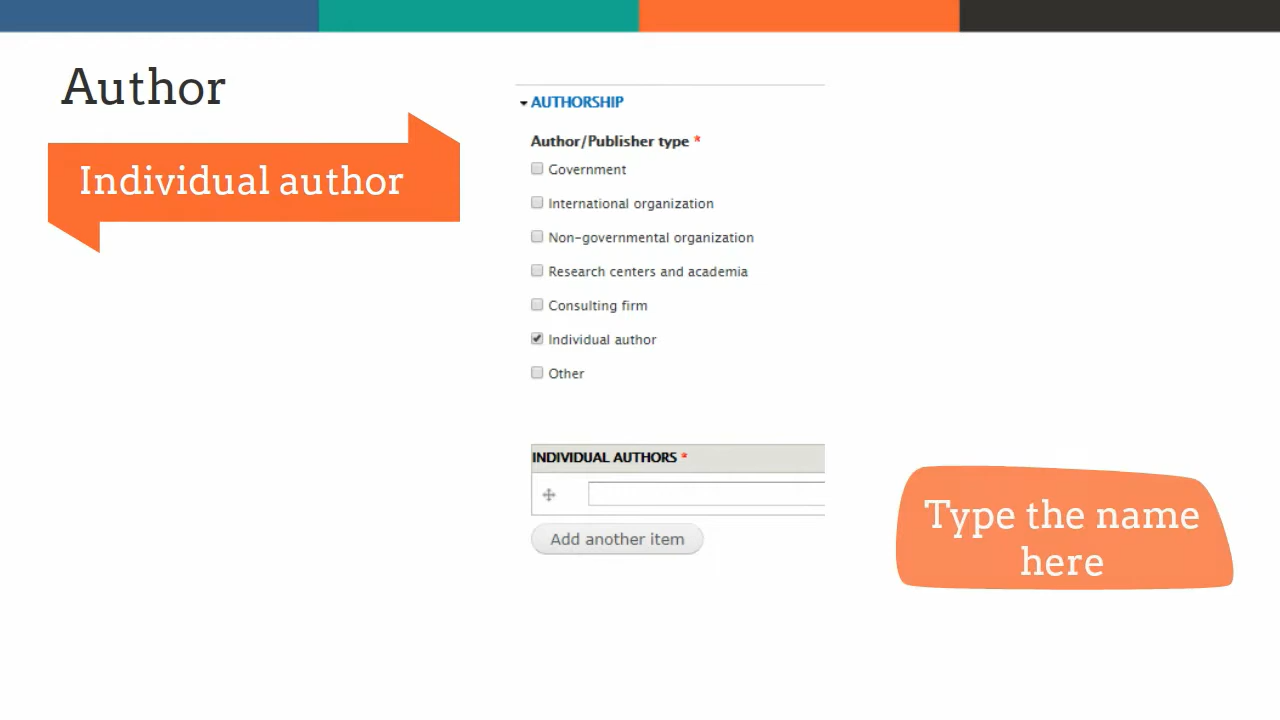 Author
Individual author
AUTHORSHIP
Author/Publisher type *
Government
International organization
Non-governmental organization
Research centers and academia
Consulting firm
Individual author
Other
INDIVIDUAL AUTHORS *
Add another item
Type the name
here